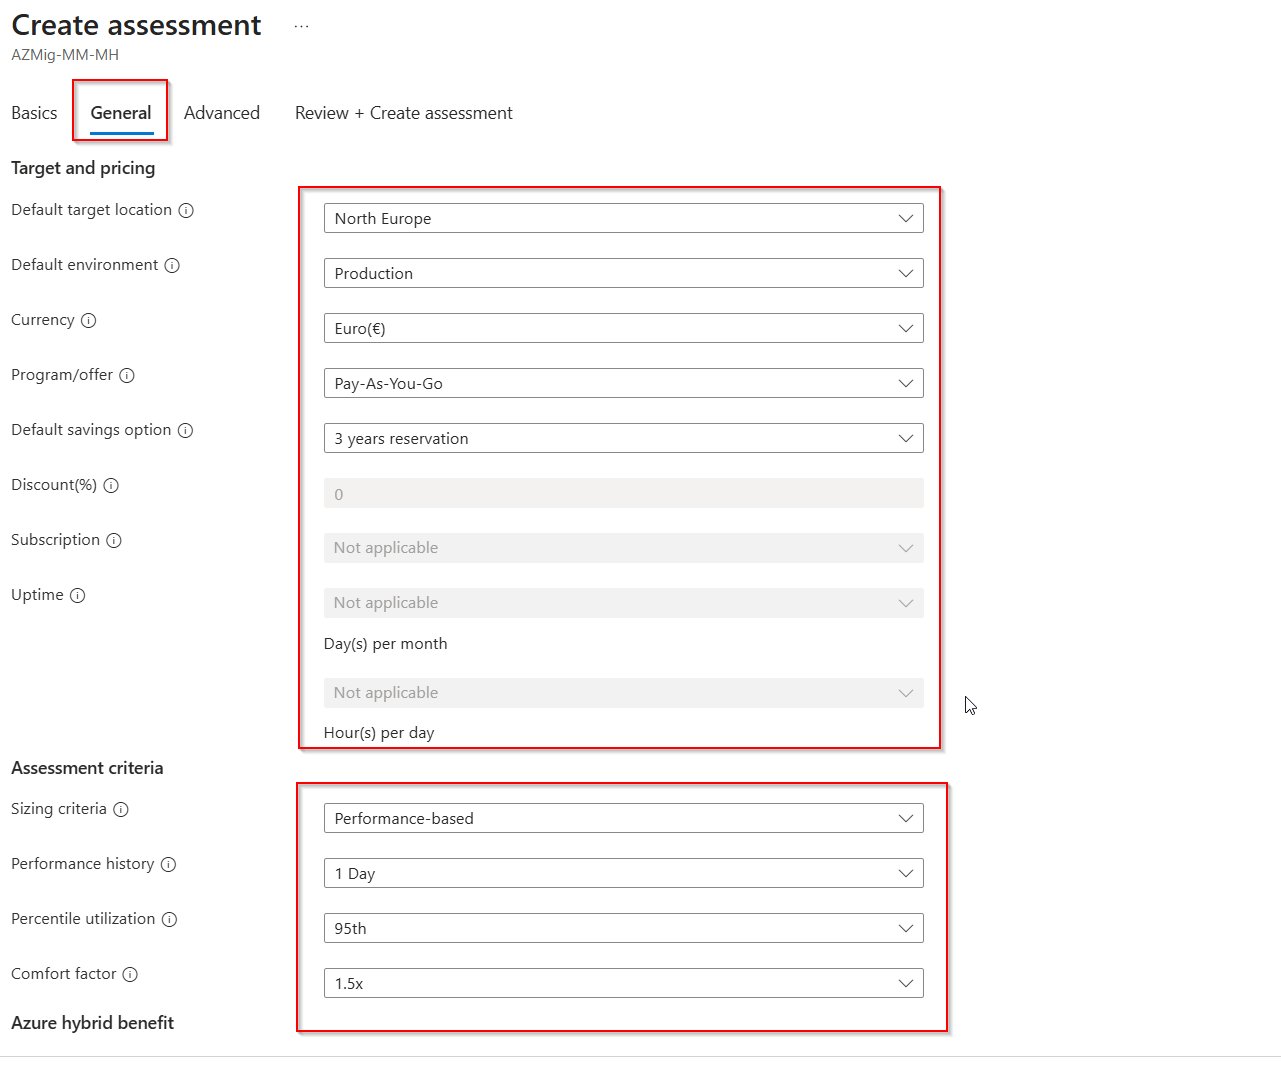 Create assessment ...
AZMig-MM-MH
Basics General Advanced Review + Create assessment
Target and pricing
Default target location North Europe
Default environment Production
Currency Euro(€)
Program/offer Pay-As-You-Go
Default savings option 3 years reservation
Discount(%) 0
Subscription Not applicable
Uptime Not applicable
Day(s) per month
Not applicable
Hour(s) per day
Assessment criteria
Sizing criteria Performance-based
Performance history 1 Day
Percentile utilization 95th
Comfort factor 1.5x
Azure hybrid benefit